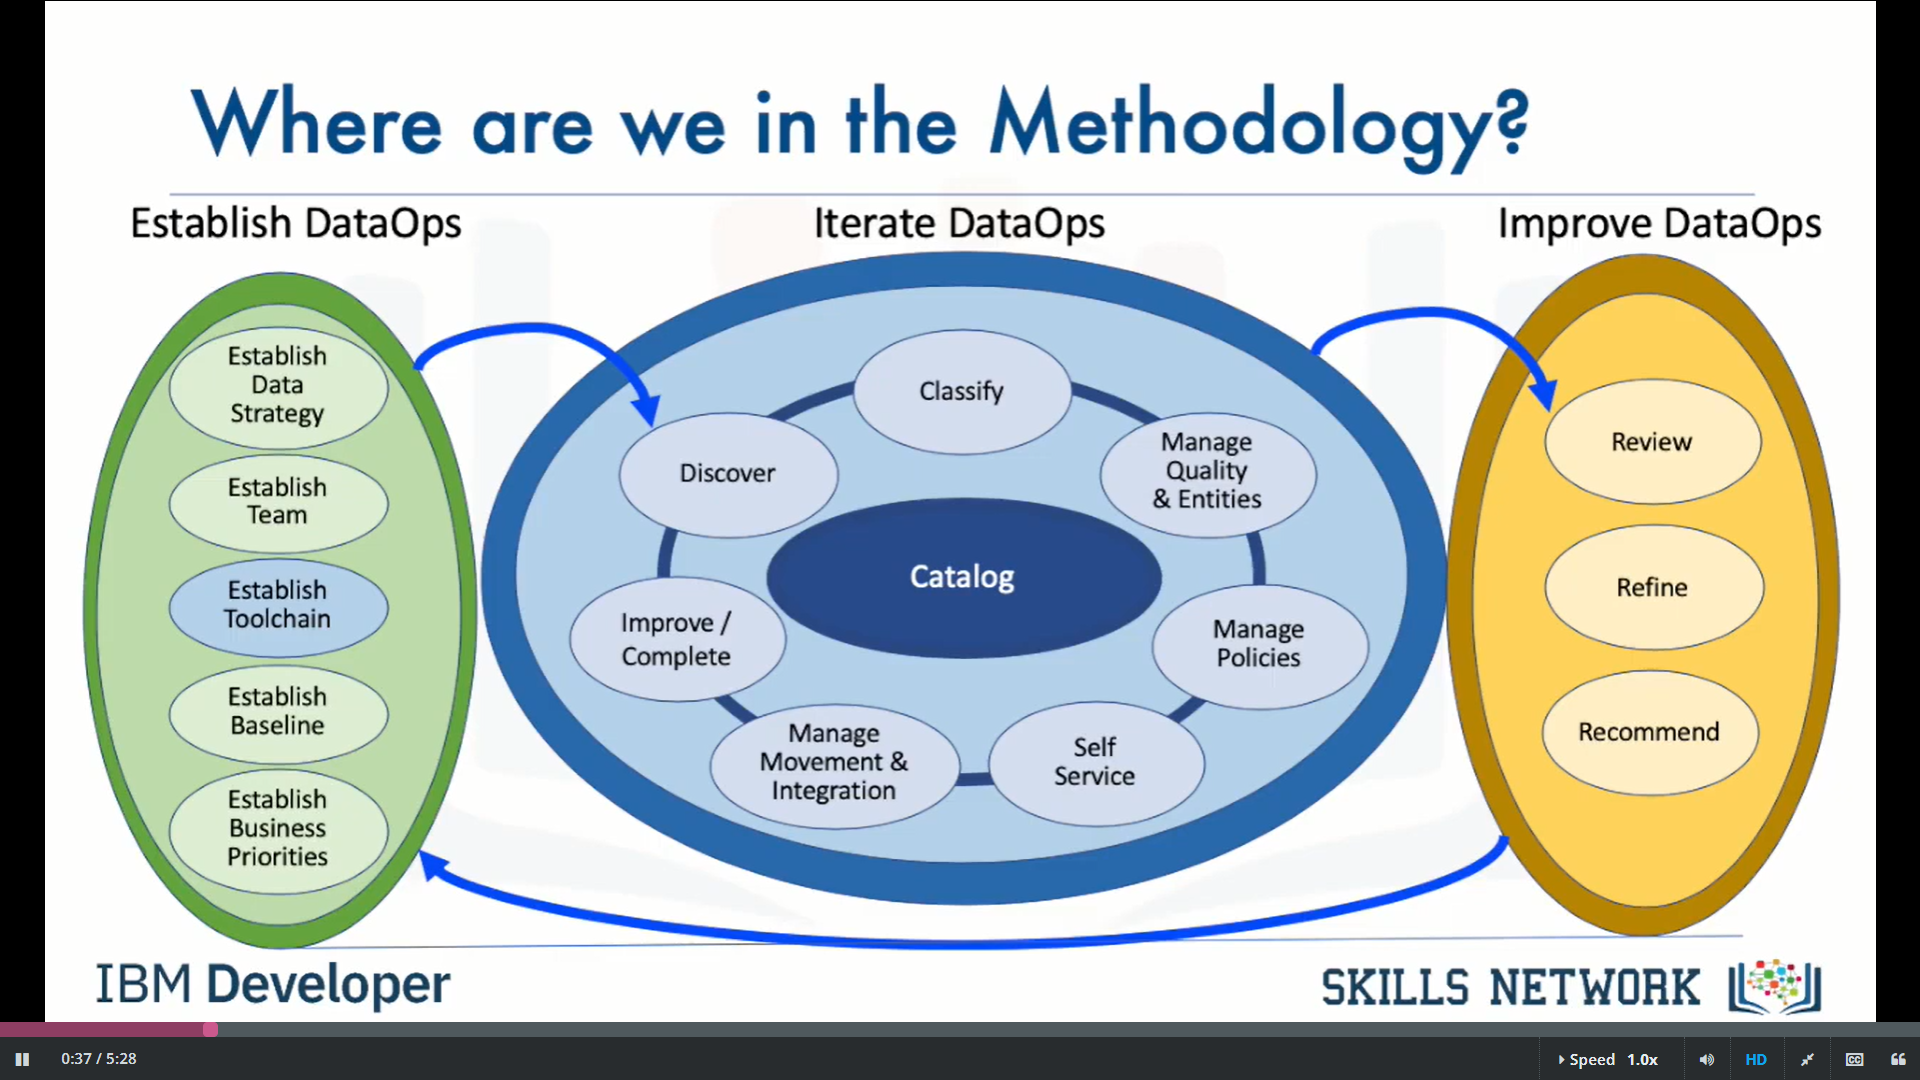 Where are we in the Methodology?
Establish DataOps
Iterate DataOps
Improve DataOps
Establish
Data
Strategy
Establish
Team
Establish
Toolchain
Establish
Baseline
Establish
Business
Priorities
Classify
Discover
Manage
Quality
& Entities
Catalog
Improve /
Complete
Manage
Policies
Manage
Movement &
Integration
Self
Service
Review
Refine
Recommend
IBM Developer
SKILLS NETWORK
0:37 / 5:28
Speed 1.0x
HD
CC